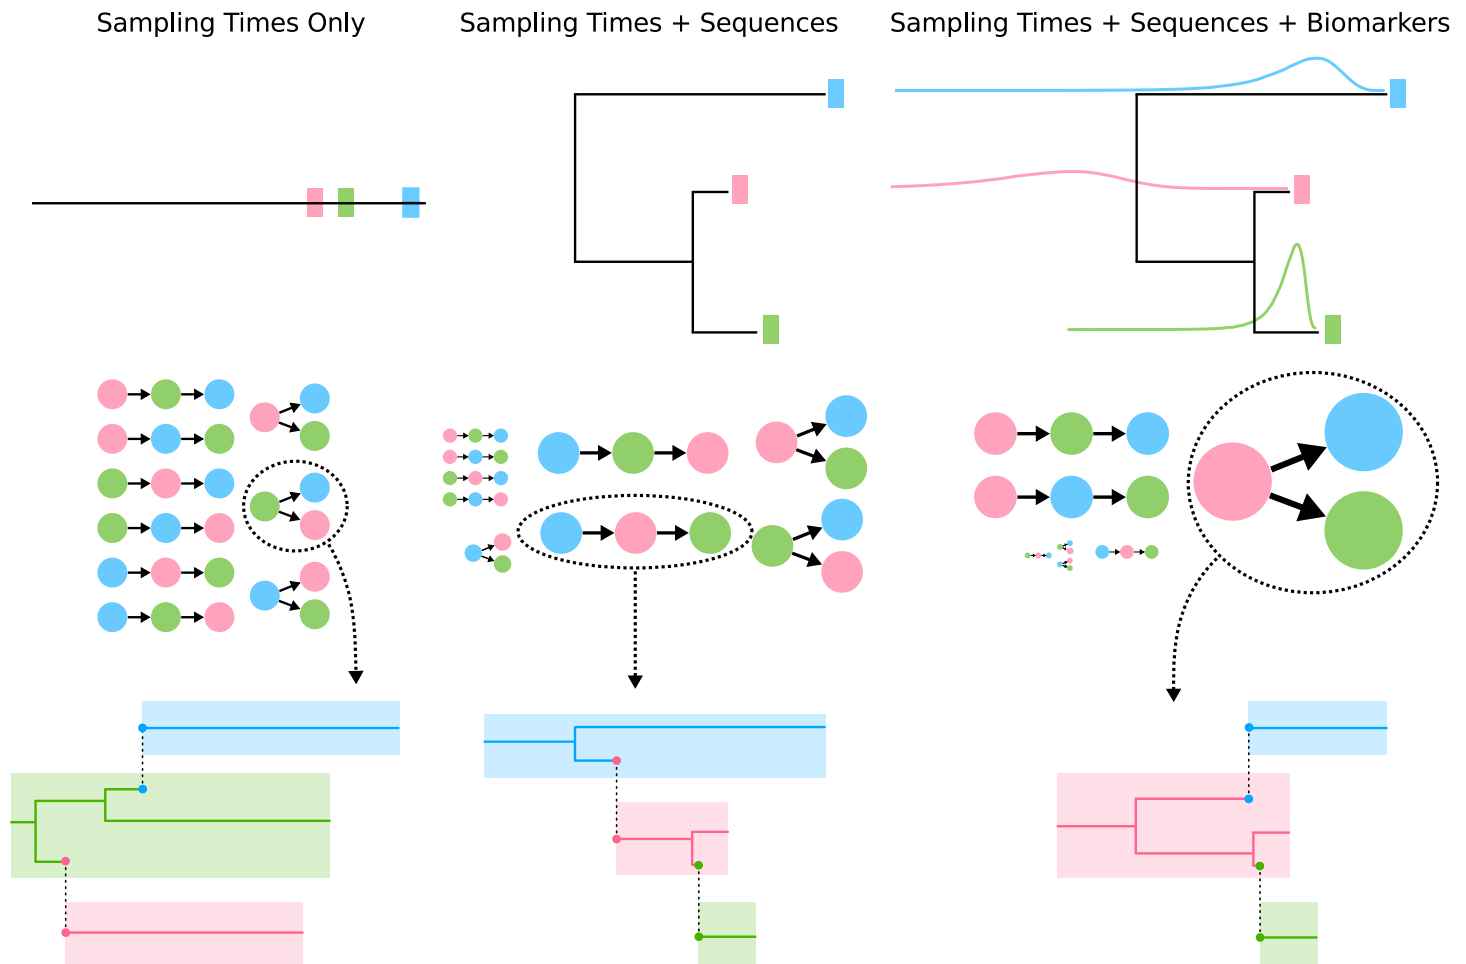 Sampling Times Only
Sampling Times + Sequences
Sampling Times + Sequences + Biomarkers